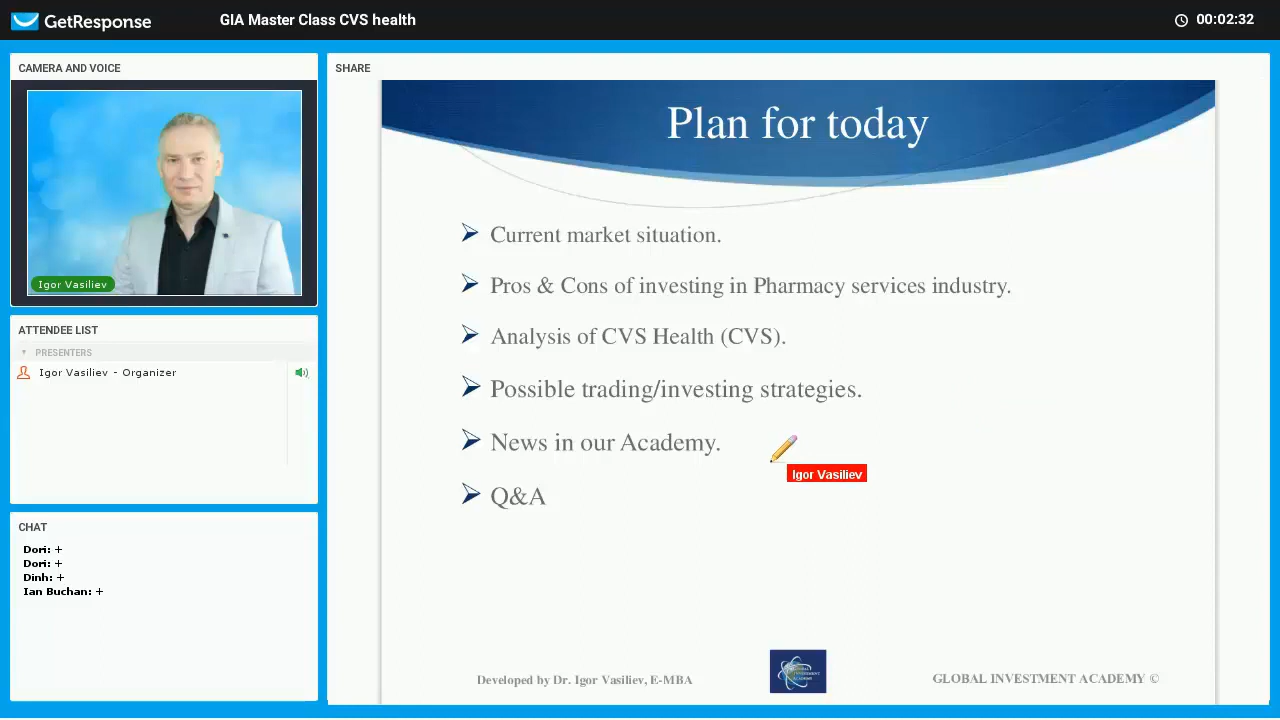 GetResponse
GIA Master Class CVS health
00:02:32
CAMERA AND VOICE
Igor Vasiliev
ATTENDEE LIST
PRESENTERS
Igor Vasiliev - Organizer
CHAT
Dori: +
Dori: +
Dinh: +
Ian Buchan: +
SHARE
Plan for today
Current market situation.
Pros & Cons of investing in Pharmacy services industry.
Analysis of CVS Health (CVS).
Possible trading/investing strategies.
News in our Academy.
Igor Vasiliev
Q&A
Developed by Dr. Igor Vasiliev, E-MBA
GLOBAL INVESTMENT ACADEMY ©